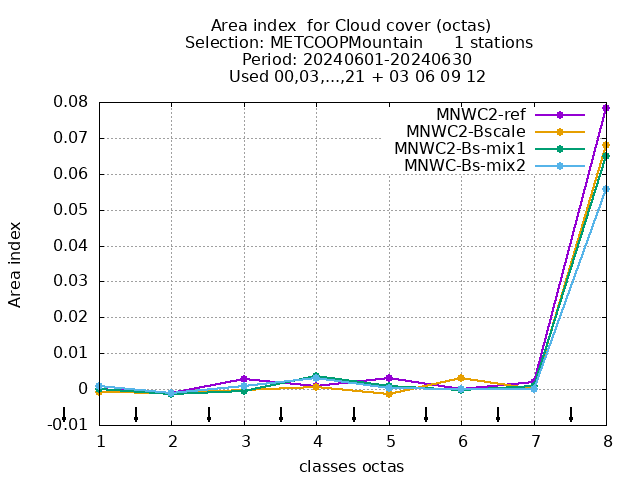 Area index  for Cloud cover (octas)
Selection: METCOOPMountain      1 stations
Period: 20240601-20240630
Used 00,03,...,21 + 03 06 09 12
MNWC2-ref
MNWC2-Bscale
MNWC2-Bs-mix1
MNWC-Bs-mix2
Area index
0.08
0.07
0.06
0.05
0.04
0.03
0.02
0.01
0
-0.01
1 2 3 4 5 6 7 8
classes octas